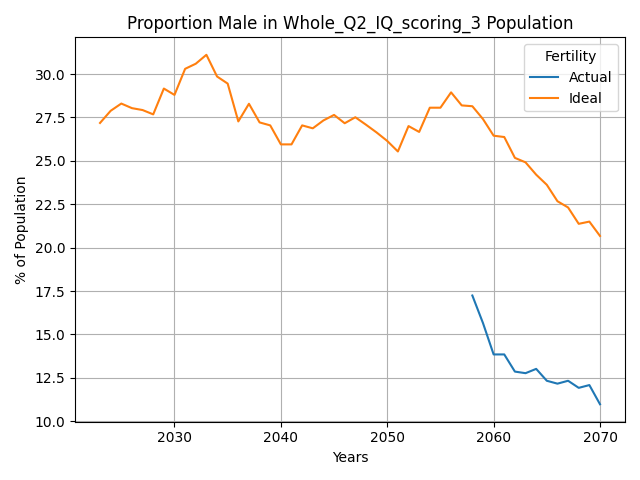 Proportion Male in Whole_Q2_IQ_scoring_3 Population
Fertility
Actual
Ideal
% of Population
30.0
27.5
25.0
22.5
20.0
17.5
15.0
12.5
10.0
2030 2040 2050 2060 2070
Years